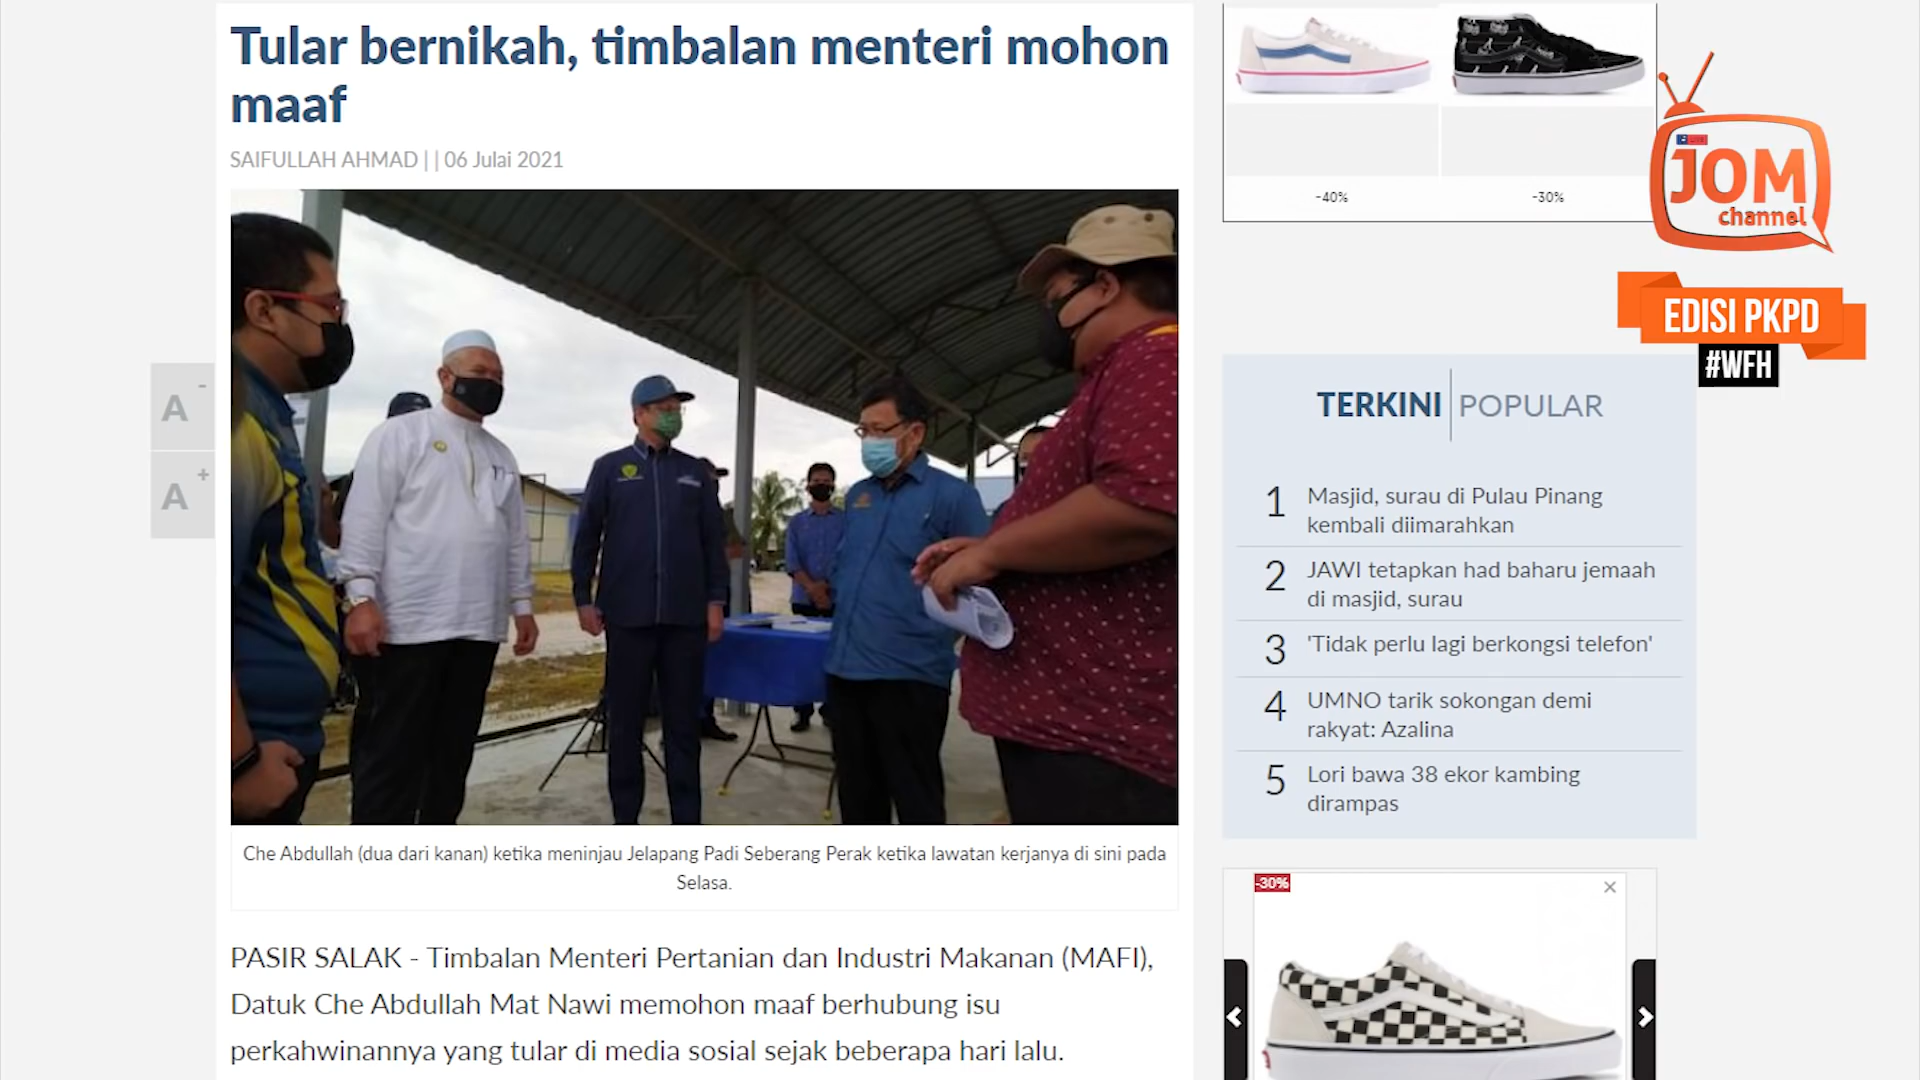 Tular bernikah, timbalan menteri mohon
maaf
SAIFULLAH AHMAD | | 06 Julai 2021
A -
A +
Che Abdullah (dua dari kanan) ketika meninjau Jelapang Padi Seberang Perak ketika lawatan kerjanya di sini pada
Selasa.
PASIR SALAK - Timbalan Menteri Pertanian dan Industri Makanan (MAFI),
Datuk Che Abdullah Mat Nawi memohon maaf berhubung isu
perkahwinannya yang tular di media sosial sejak beberapa hari lalu.
-40%
-30%
JOM
channel
EDISI PKPD
#WFH
TERKINI | POPULAR
1 Masjid, surau di Pulau Pinang
kembali diimarahkan
2 JAWI tetapkan had baharu jemaah
di masjid, surau
3 'Tidak perlu lagi berkongsi telefon'
4 UMNO tarik sokongan demi
rakyat: Azalina
5 Lori bawa 38 ekor kambing
dirampas
-30%